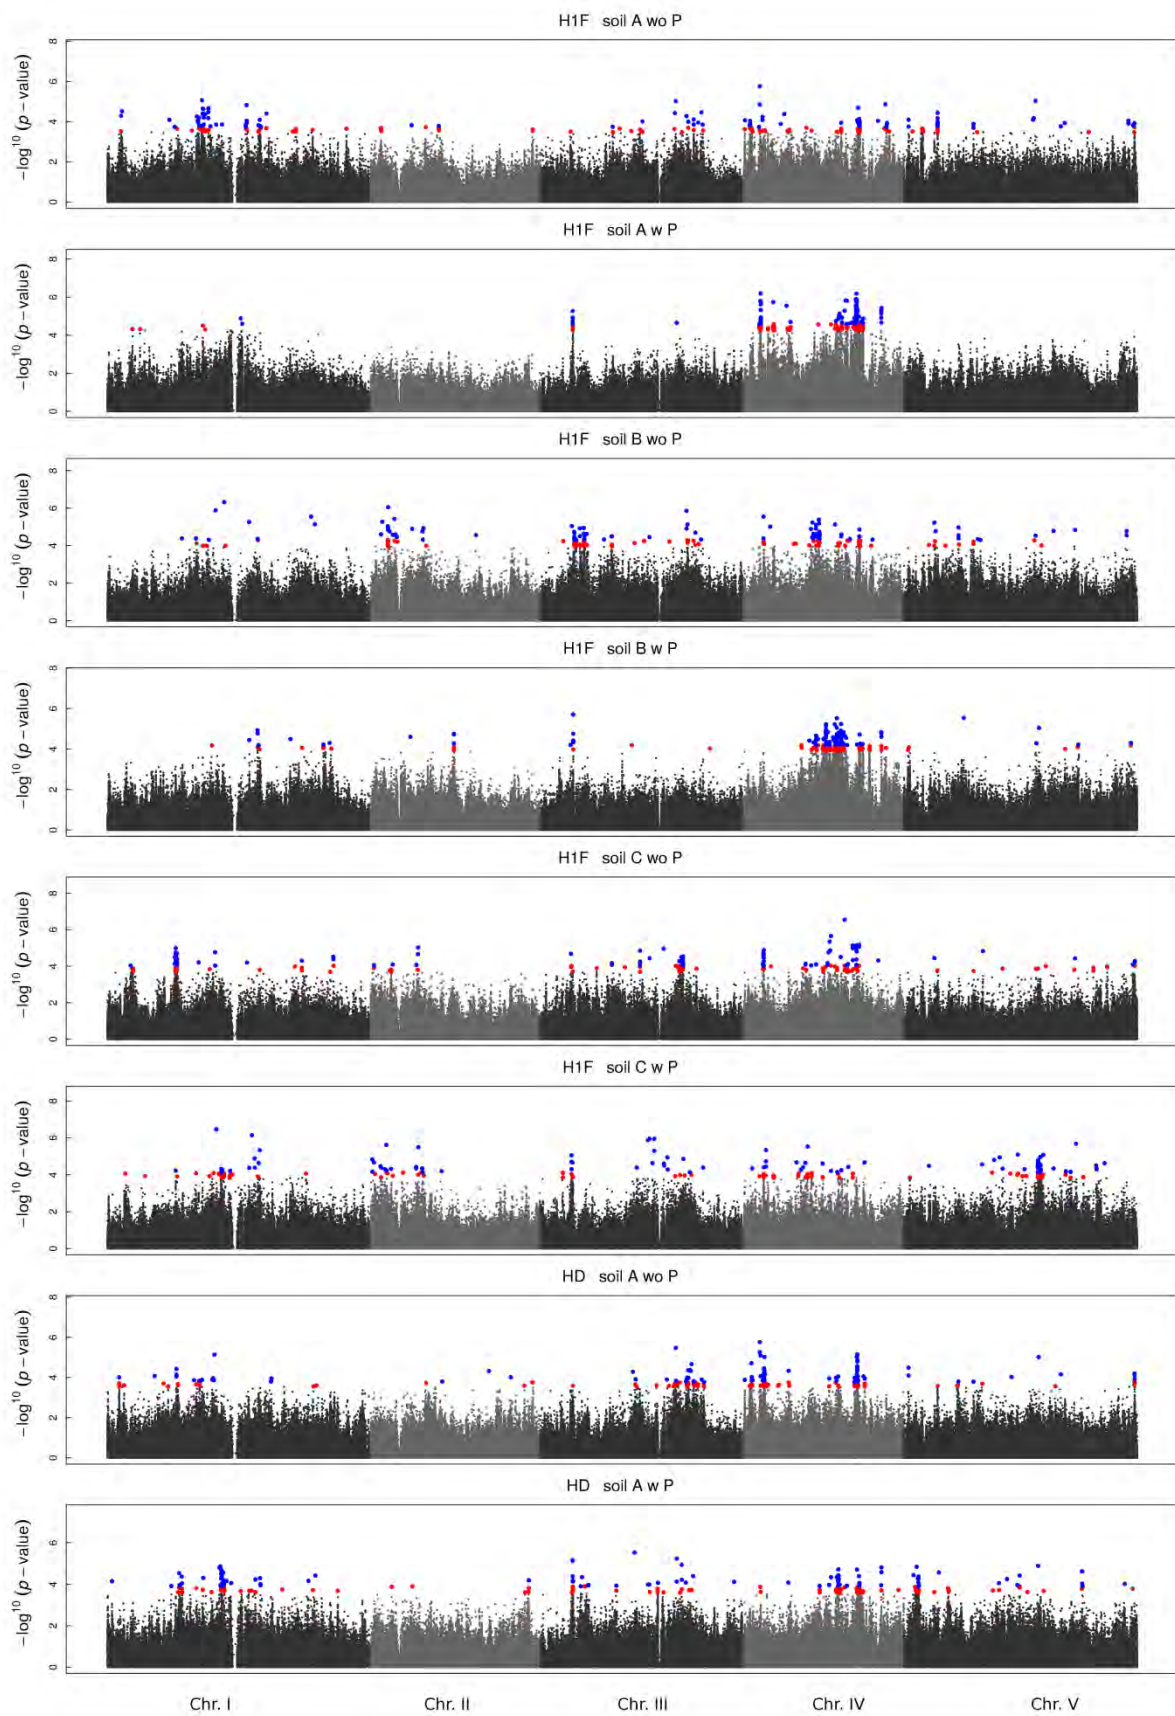 H1F soil A wo P
−log10 (p − value)
0 2 4 6 8
H1F soil A w P
−log10 (p − value)
0 2 4 6 8
H1F soil B wo P
−log10 (p − value)
0 2 4 6 8
H1F soil B w P
−log10 (p − value)
0 2 4 6 8
H1F soil C wo P
−log10 (p − value)
0 2 4 6 8
H1F soil C w P
−log10 (p − value)
0 2 4 6 8
HD soil A wo P
−log10 (p − value)
0 2 4 6 8
HD soil A w P
−log10 (p − value)
0 2 4 6
Chr. I Chr. II Chr. III Chr. IV Chr. V